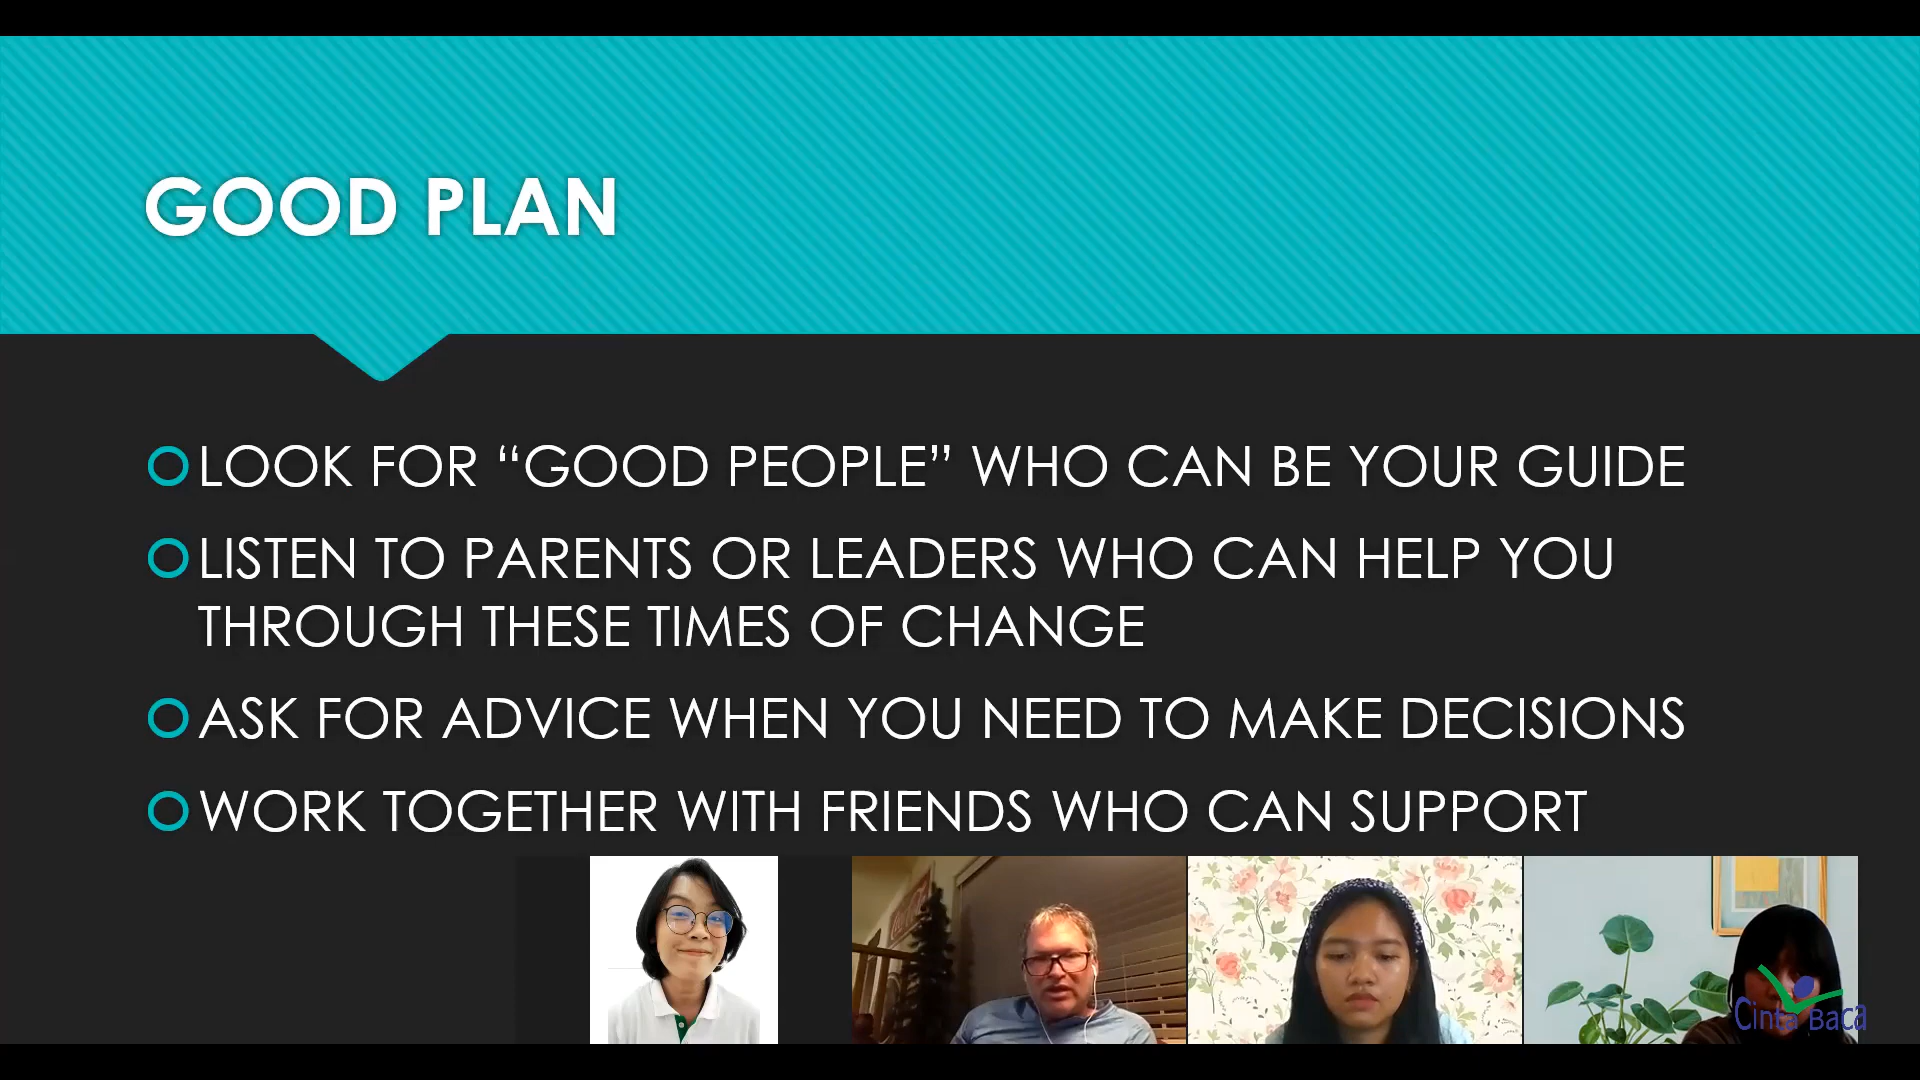 GOOD PLAN
LOOK FOR “GOOD PEOPLE” WHO CAN BE YOUR GUIDE
LISTEN TO PARENTS OR LEADERS WHO CAN HELP YOU
THROUGH THESE TIMES OF CHANGE
ASK FOR ADVICE WHEN YOU NEED TO MAKE DECISIONS
WORK TOGETHER WITH FRIENDS WHO CAN SUPPORT
Cinta Baca